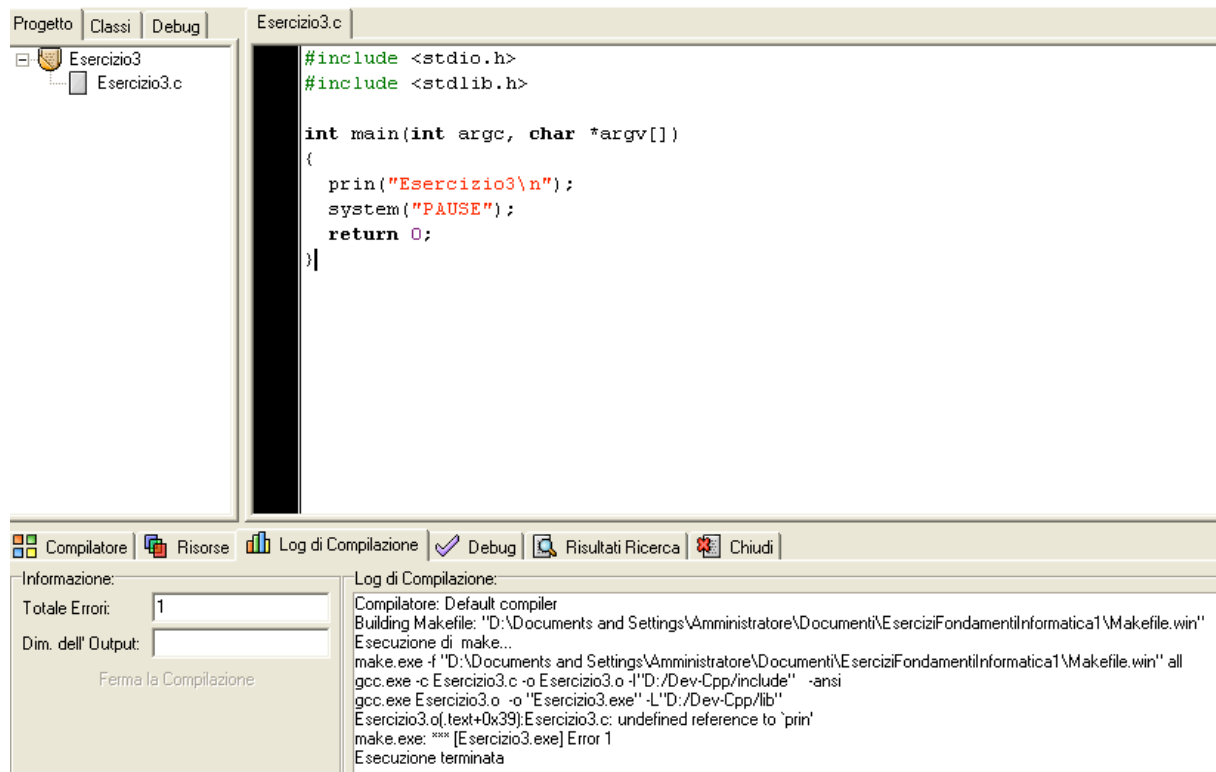 Progetto Classi Debug
Esercizio3
Esercizio3.c
Esercizio3.c
#include <stdio.h>
#include <stdlib.h>
int main(int argc, char *argv[])
{
prin("Esercizio3\n");
system("PAUSE");
return 0;
}
Compilatore Risorse Log di Compilazione Debug Risultati Ricerca Chiudi
Informazione:
Totale Errori: 1
Dim. dell' Output:
Ferma la Compilazione
Log di Compilazione:
Compilatore: Default compiler
Building Makefile: "D:\Documents and Settings\Amministratore\Documenti\EserciziFondamentiInformatica1\Makefile.win"
Esecuzione di make...
make.exe -f "D:\Documents and Settings\Amministratore\Documenti\EserciziFondamentiInformatica1\Makefile.win" all
gcc.exe -c Esercizio3.c -o Esercizio3.o -I"D:/Dev-Cpp/include" -ansi
gcc.exe Esercizio3.o -o "Esercizio3.exe" -L"D:/Dev-Cpp/lib"
Esercizio3.o(.text+0x39):Esercizio3.c: undefined reference to `prin'
make.exe: *** [Esercizio3.exe] Error 1
Esecuzione terminata